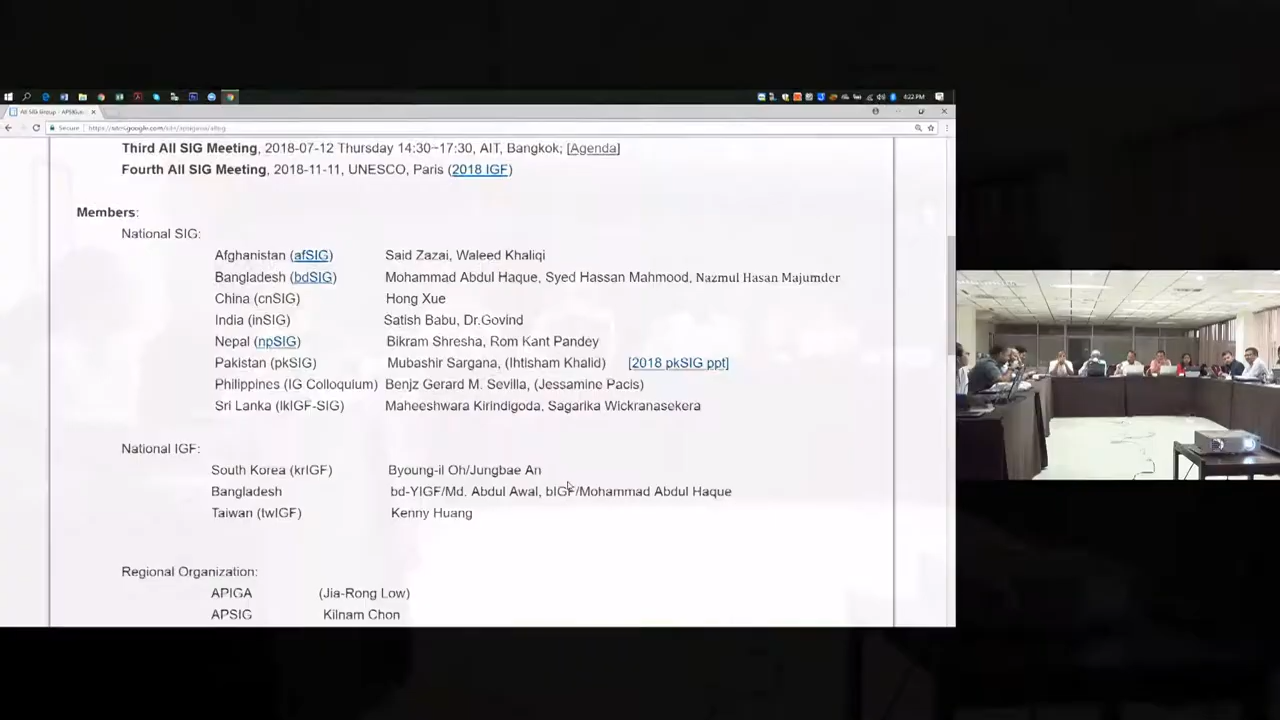 4:22 PM
Secure
Third All SIG Meeting, 2018-07-12 Thursday 14:30~17:30, AIT, Bangkok; [Agenda]
Fourth All SIG Meeting, 2018-11-11, UNESCO, Paris (2018 IGF)
Members:
National SIG:
Afghanistan (afSIG) Said Zazai, Waleed Khaliqi
Bangladesh (bdSIG) Mohammad Abdul Haque, Syed Hassan Mahmood, Nazmul Hasan Majumder
China (cnSIG) Hong Xue
India (inSIG) Satish Babu, Dr.Govind
Nepal (npSIG) Bikram Shresha, Rom Kant Pandey
Pakistan (pkSIG) Mubashir Sargana, (Ihtisham Khalid) [2018 pkSIG ppt]
Philippines (IG Colloquium) Benjz Gerard M. Sevilla, (Jessamine Pacis)
Sri Lanka (lkIGF-SIG) Maheeshwara Kirindigoda, Sagarika Wickranasekera
National IGF:
South Korea (krIGF) Byoung-il Oh/Jungbae An
Bangladesh bd-YIGF/Md. Abdul Awal, bIGF/Mohammad Abdul Haque
Taiwan (twIGF) Kenny Huang
Regional Organization:
APIGA (Jia-Rong Low)
APSIG Kilnam Chon